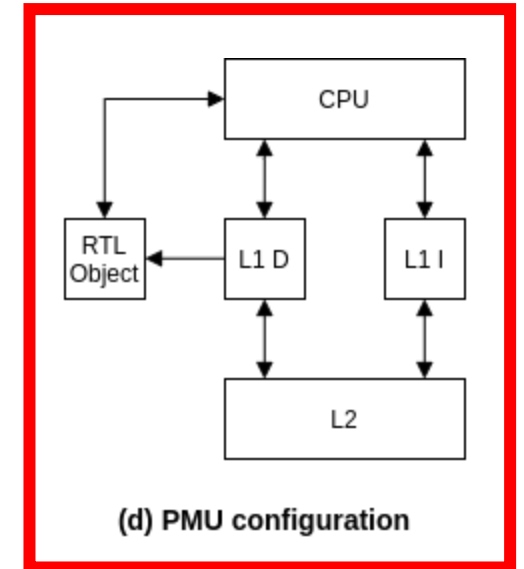 CPU
RTL
Object
L1 D
L1 I
L2
(d) PMU configuration